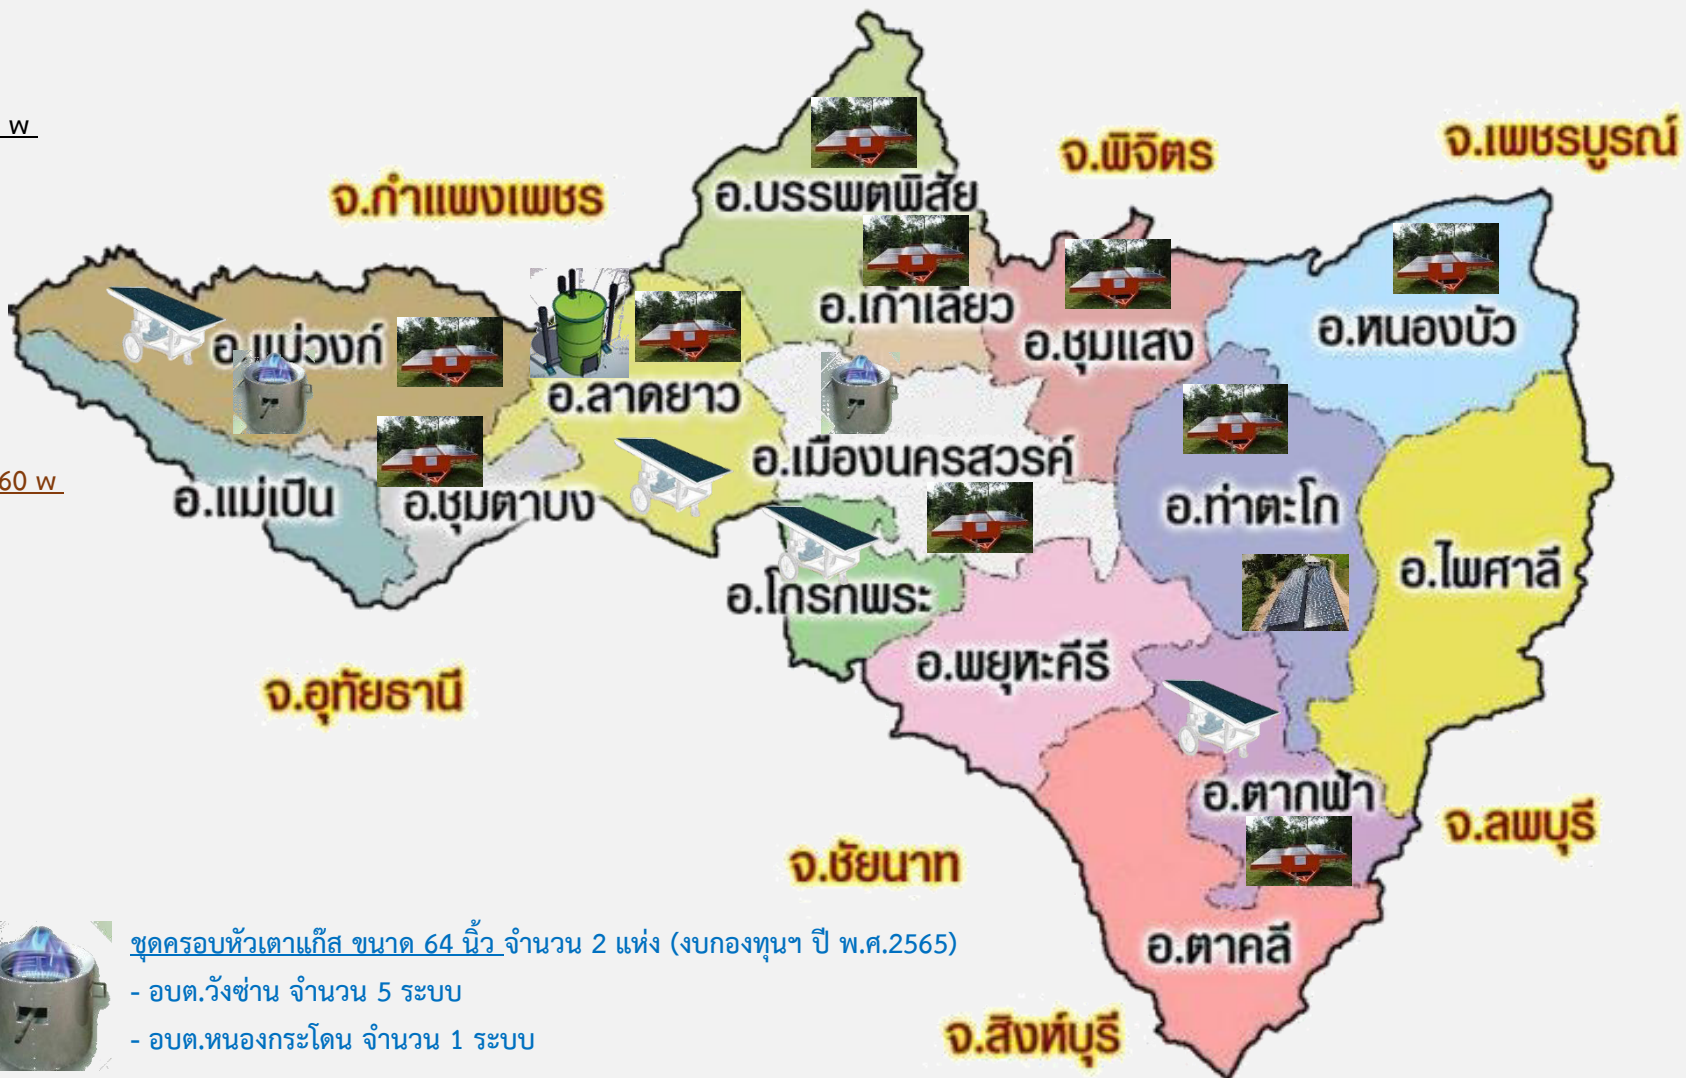 w
จ.พิจิตร
จ.เพชรบูรณ์
จ.กำแพงเพชร
อ.บรรพตพิสัย
อ.เก้าเลี้ยว
อ.ชุมแสง
อ.หนองบัว
อ.แม่วงก์
อ.ลาดยาว
อ.เมืองนครสวรรค์
60 w
อ.แม่เปิน
อ.ชุมตาบง
อ.ท่าตะโก
อ.ไพศาลี
อ.โกรกพระ
อ.พยุหะคีรี
จ.อุทัยธานี
อ.ตากฟ้า
จ.ลพบุรี
จ.ชัยนาท
อ.ตาคลี
จ.สิงห์บุรี
ชุดครอบหัวเตาแก๊ส ขนาด 64 นิ้ว จำนวน 2 แห่ง (งบกองทุนฯ ปี พ.ศ.2565)
- อบต.วังซ่าน จำนวน 5 ระบบ
- อบต.หนองกระโดน จำนวน 1 ระบบ